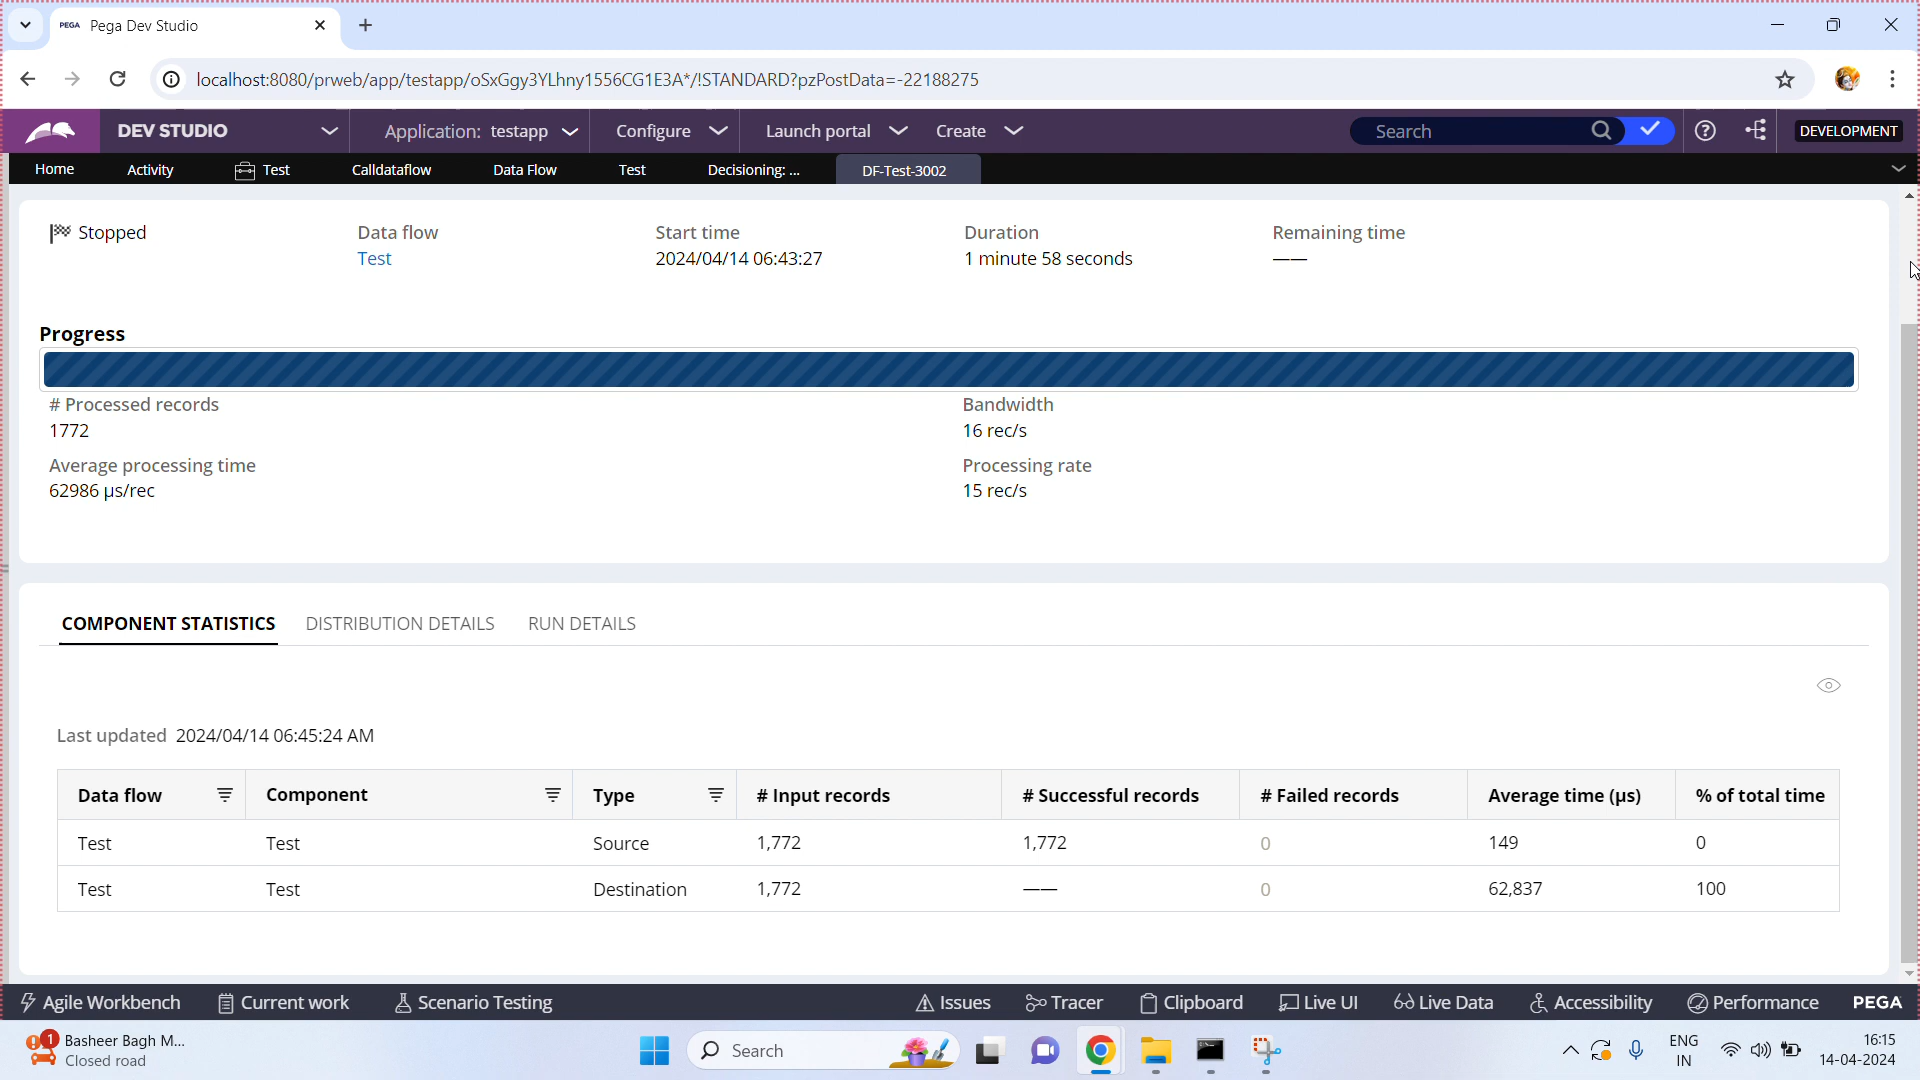 PEGA Pega Dev Studio
localhost:8080/prweb/app/testapp/oSxGgy3YLhny1556CG1E3A*/!STANDARD?pzPostData=-22188275
DEV STUDIO Application: testapp Configure Launch portal Create Search DEVELOPMENT
Home Activity Test Calldataflow Data Flow Test Decisioning: ... DF-Test-3002
Stopped Data flow Start time Duration Remaining time
Test 2024/04/14 06:43:27 1 minute 58 seconds ——
Progress
# Processed records Bandwidth
1772 16 rec/s
Average processing time Processing rate
62986 µs/rec 15 rec/s
COMPONENT STATISTICS DISTRIBUTION DETAILS RUN DETAILS
Last updated 2024/04/14 06:45:24 AM
Data flow Component Type # Input records # Successful records # Failed records Average time (µs) % of total time
Test Test Source 1,772 1,772 0 149 0
Test Test Destination 1,772 —— 0 62,837 100
Agile Workbench Current work Scenario Testing Issues Tracer Clipboard Live UI Live Data Accessibility Performance PEGA
1 Basheer Bagh M... Search ENG 16:15
Closed road IN 14-04-2024